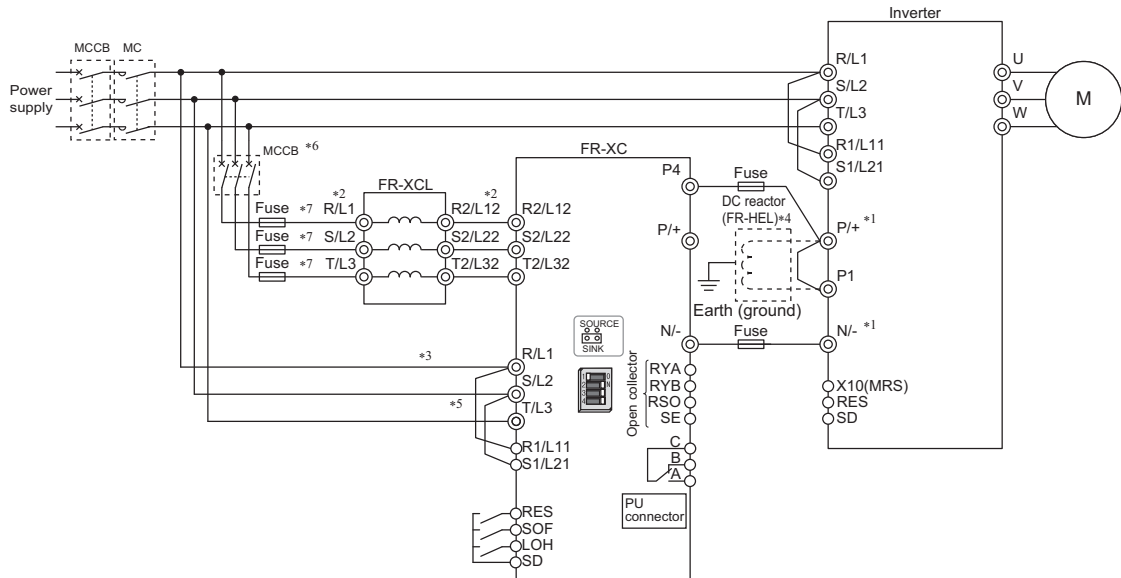 Inverter
MCCB
MC
Power
supply
R/L1
S/L2
T/L3
R1/L11
S1/L21
U
V
W
M
MCCB *6
FR-XC
P4
Fuse
DC reactor
(FR-HEL)*4
FR-XCL
*2
*2
Fuse *7 R/L1
R2/L12
R2/L12
Fuse *7 S/L2
S2/L22
S2/L22
Fuse *7 T/L3
T2/L32
T2/L32
P/+
P/+ *1
P1
Earth (ground)
SOURCE
SINK
N/-
Fuse
N/- *1
*3
R/L1
S/L2
*5
T/L3
R1/L11
S1/L21
1
2
3
4
O
N
Open collector
RYA
RYB
RSO
SE
X10(MRS)
RES
SD
C
B
A
PU
connector
RES
SOF
LOH
SD